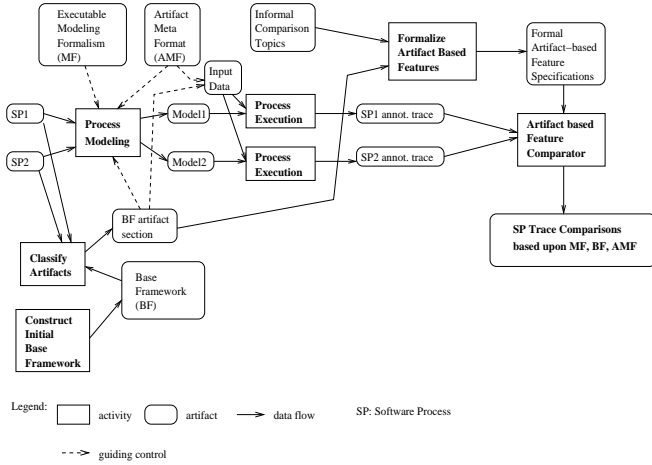 Executable
Modeling
Formalism
(MF)
Artifact
Meta
Format
(AMF)
Informal
Comparison
Topics
Formalize
Artifact Based
Features
Formal
Artifact-based
Feature
Specifications
Input
Data
SP1
SP2
Process
Modeling
Model1
Model2
Process
Execution
Process
Execution
SP1 annot. trace
SP2 annot. trace
Artifact based
Feature
Comparator
BF artifact
section
Classify
Artifacts
SP Trace Comparisons
based upon MF, BF, AMF
Base
Framework
(BF)
Construct
Initial
Base
Framework
Legend:
activity
artifact
data flow
SP: Software Process
guiding control